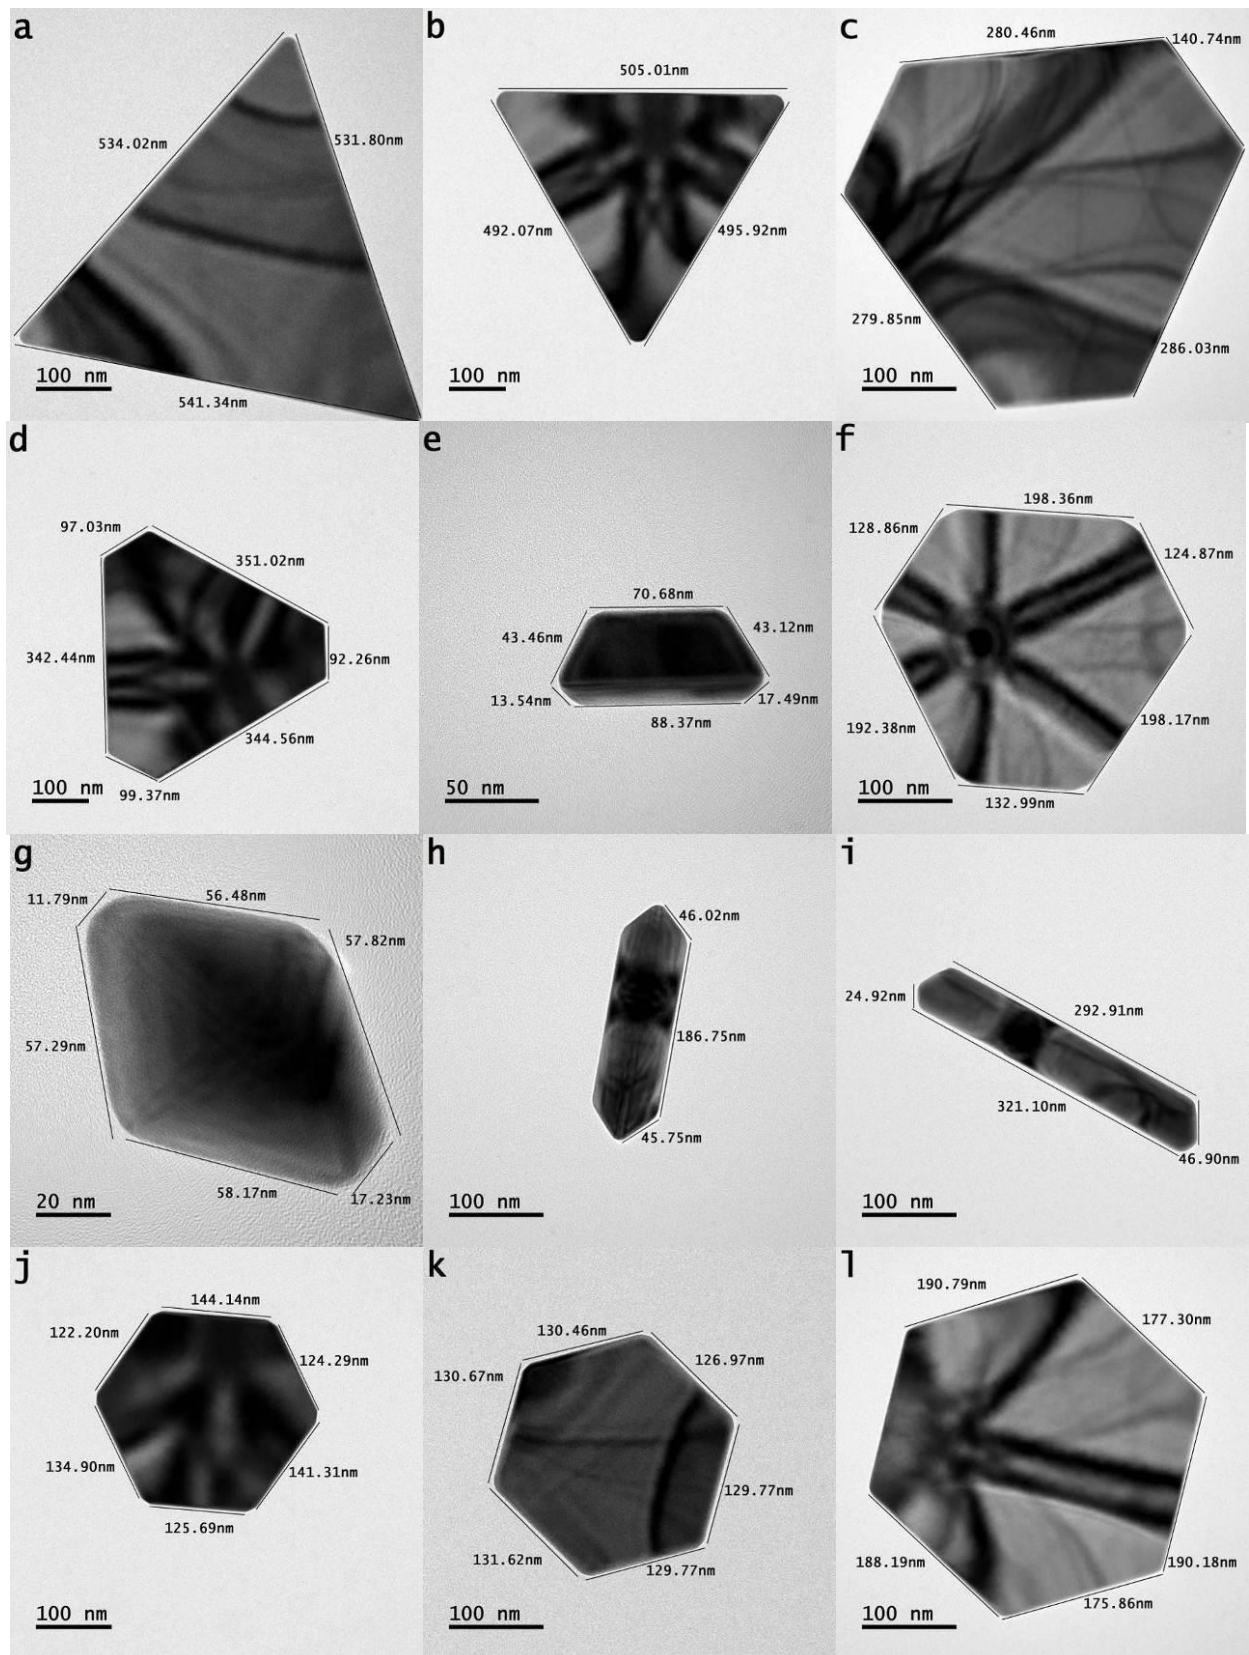 a
534.02nm
531.80nm
541.34nm
100 nm
b
505.01nm
492.07nm
495.92nm
100 nm
c
280.46nm
140.74nm
279.85nm
286.03nm
100 nm
d
97.03nm
351.02nm
342.44nm
92.26nm
344.56nm
99.37nm
100 nm
e
70.68nm
43.46nm
43.12nm
13.54nm
17.49nm
88.37nm
50 nm
f
198.36nm
128.86nm
124.87nm
192.38nm
198.17nm
132.99nm
100 nm
g
11.79nm
56.48nm
57.82nm
57.29nm
58.17nm
17.23nm
20 nm
h
46.02nm
186.75nm
45.75nm
100 nm
i
24.92nm
292.91nm
321.10nm
46.90nm
100 nm
j
144.14nm
122.20nm
124.29nm
134.90nm
141.31nm
125.69nm
100 nm
k
130.46nm
126.97nm
130.67nm
129.77nm
131.62nm
129.77nm
100 nm
l
190.79nm
177.30nm
188.19nm
190.18nm
175.86nm
100 nm